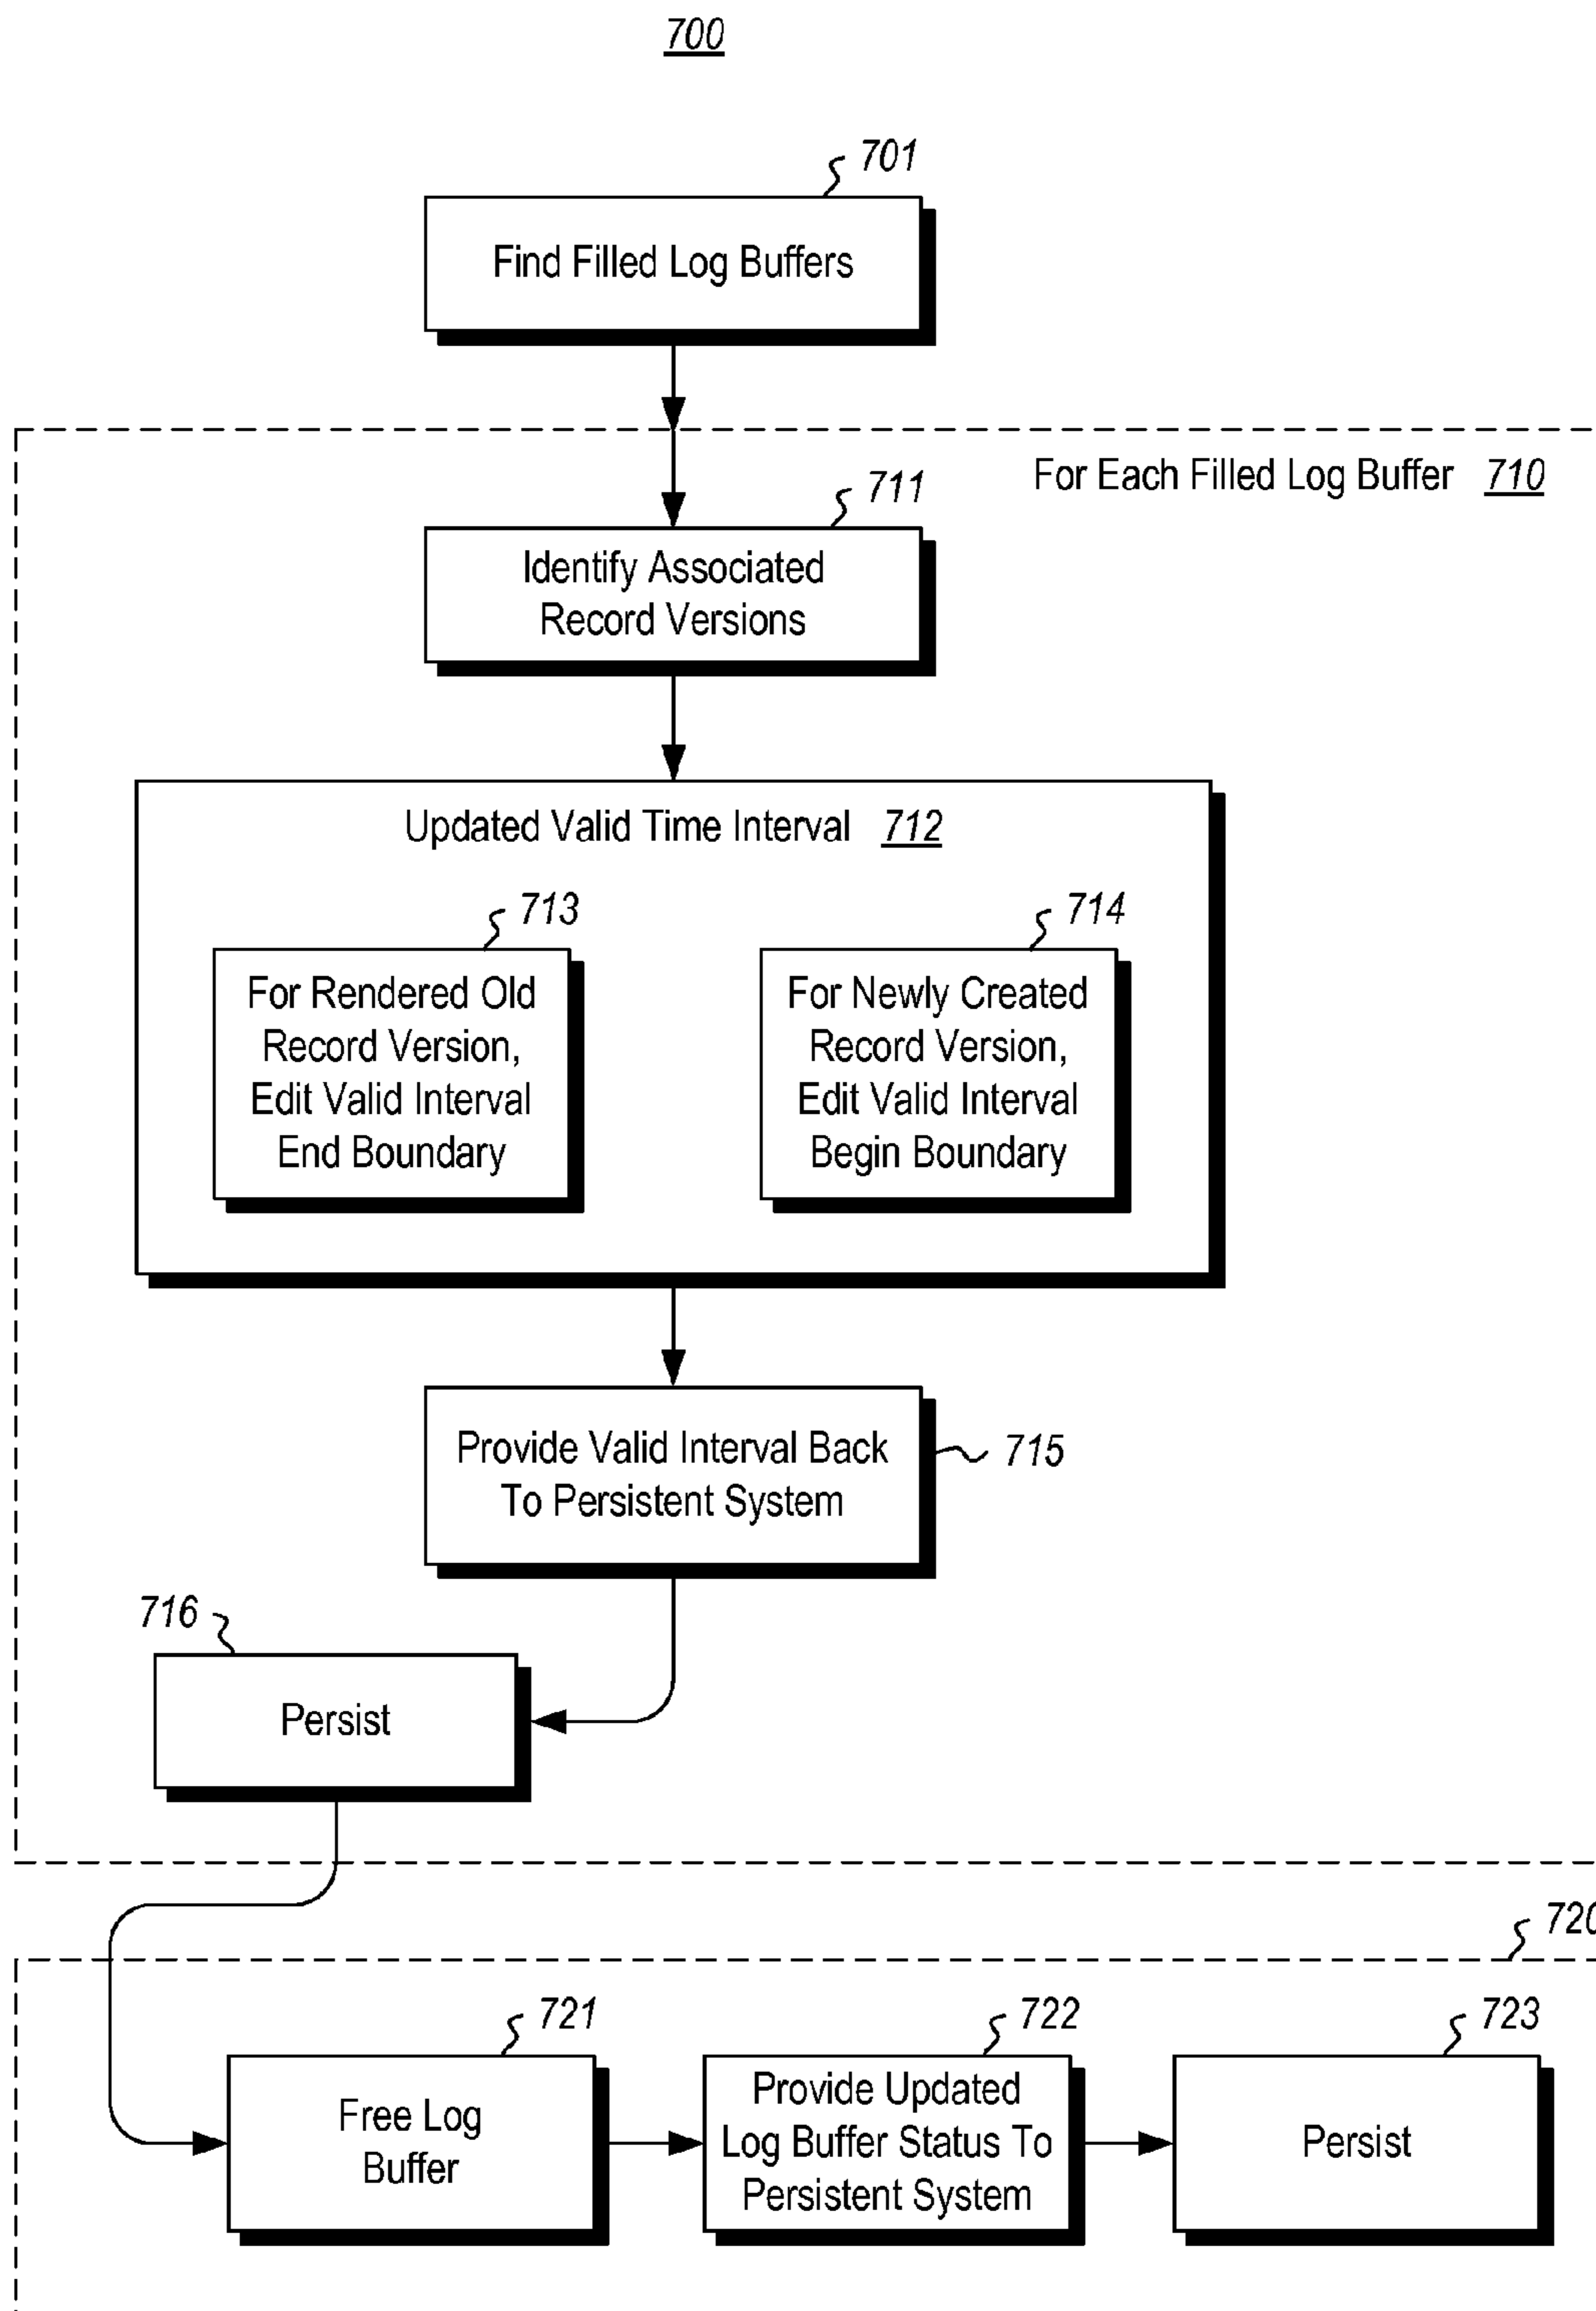 700
701
Find Filled Log Buffers
For Each Filled Log Buffer 710
711
Identify Associated
Record Versions
Updated Valid Time Interval 712
713
For Rendered Old
Record Version,
Edit Valid Interval
End Boundary
714
For Newly Created
Record Version,
Edit Valid Interval
Begin Boundary
Provide Valid Interval Back
To Persistent System
715
716
Persist
720
721
Free Log
Buffer
722
Provide Updated
Log Buffer Status To
Persistent System
723
Persist